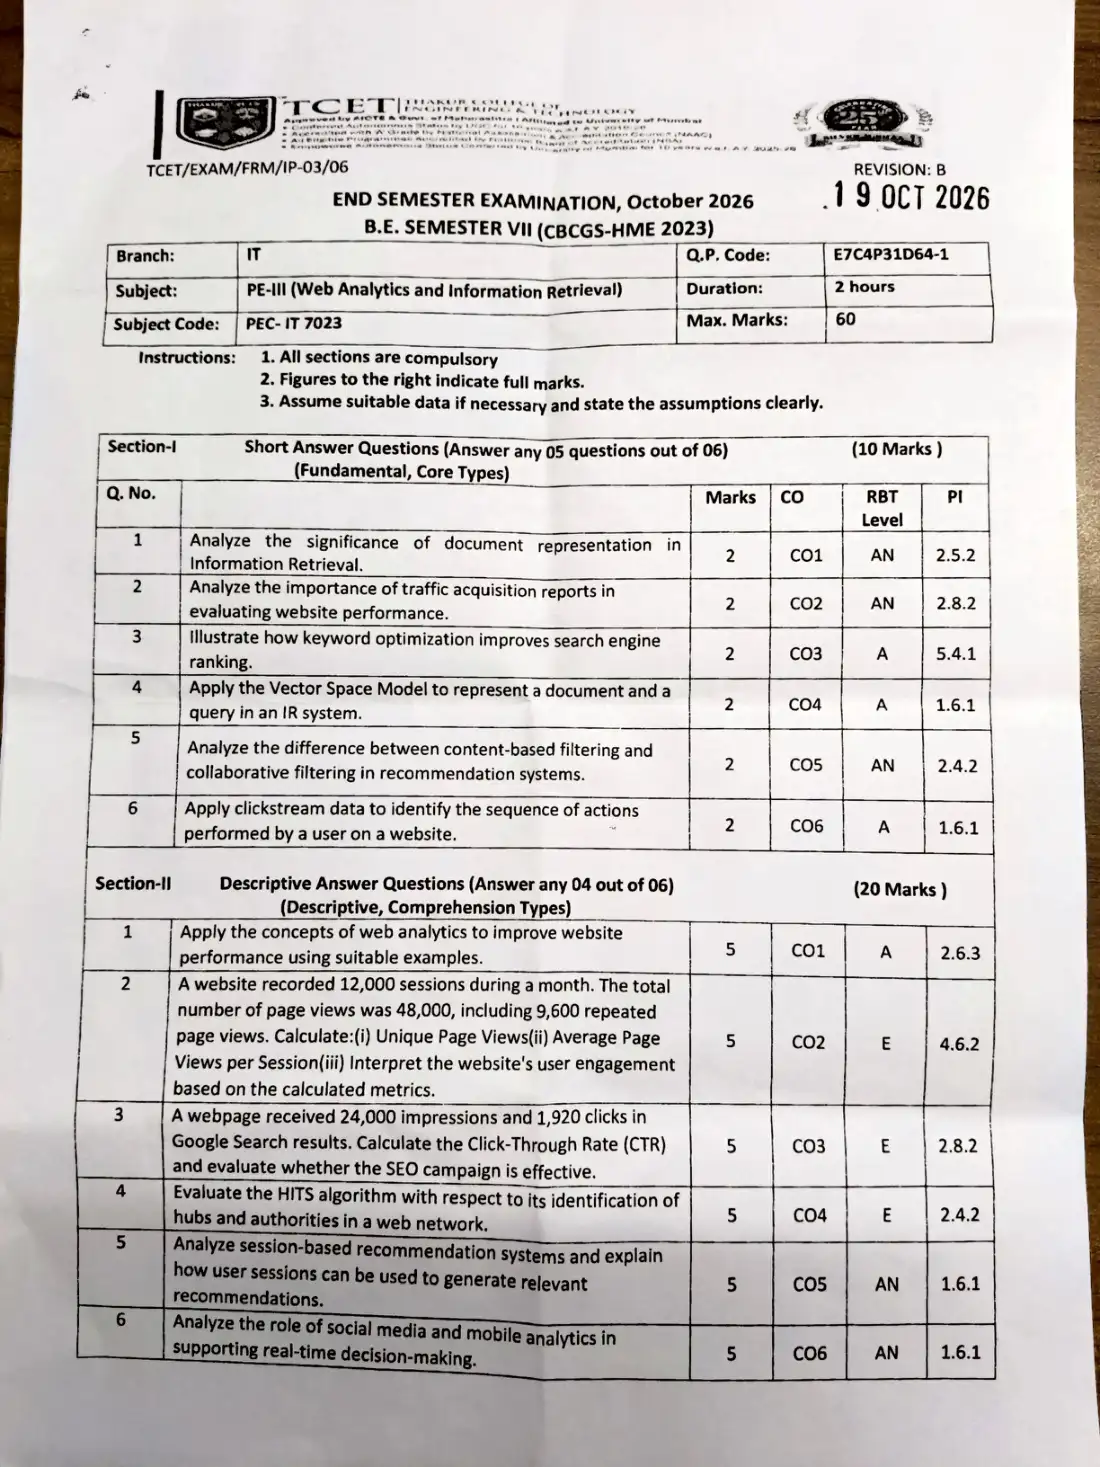 TCET THAKUR COLLEGE OF
ENGINEERING & TECHNOLOGY
Approved by AICTE & Govt. of Maharashtra Affiliated to University of Mumbai
TCET/EXAM/FRM/IP-03/06
REVISION: B
.19 OCT 2026
END SEMESTER EXAMINATION, October 2026
B.E. SEMESTER VII (CBCGS-HME 2023)
Branch: IT Q.P. Code: E7C4P31D64-1
Subject: PE-III (Web Analytics and Information Retrieval) Duration: 2 hours
Subject Code: PEC- IT 7023 Max. Marks: 60
Instructions: 1. All sections are compulsory
2. Figures to the right indicate full marks.
3. Assume suitable data if necessary and state the assumptions clearly.
Section-I Short Answer Questions (Answer any 05 questions out of 06) (10 Marks )
(Fundamental, Core Types)
Q. No. Marks CO RBT Level PI
1 Analyze the significance of document representation in
Information Retrieval. 2 CO1 AN 2.5.2
2 Analyze the importance of traffic acquisition reports in
evaluating website performance. 2 CO2 AN 2.8.2
3 Illustrate how keyword optimization improves search engine
ranking. 2 CO3 A 5.4.1
4 Apply the Vector Space Model to represent a document and a
query in an IR system. 2 CO4 A 1.6.1
5 Analyze the difference between content-based filtering and
collaborative filtering in recommendation systems. 2 CO5 AN 2.4.2
6 Apply clickstream data to identify the sequence of actions
performed by a user on a website. 2 CO6 A 1.6.1
Section-II Descriptive Answer Questions (Answer any 04 out of 06) (20 Marks )
(Descriptive, Comprehension Types)
1 Apply the concepts of web analytics to improve website
performance using suitable examples. 5 CO1 A 2.6.3
2 A website recorded 12,000 sessions during a month. The total
number of page views was 48,000, including 9,600 repeated
page views. Calculate:(i) Unique Page Views(ii) Average Page
Views per Session(iii) Interpret the website's user engagement
based on the calculated metrics. 5 CO2 E 4.6.2
3 A webpage received 24,000 impressions and 1,920 clicks in
Google Search results. Calculate the Click-Through Rate (CTR)
and evaluate whether the SEO campaign is effective. 5 CO3 E 2.8.2
4 Evaluate the HITS algorithm with respect to its identification of
hubs and authorities in a web network. 5 CO4 E 2.4.2
5 Analyze session-based recommendation systems and explain
how user sessions can be used to generate relevant
recommendations. 5 CO5 AN 1.6.1
6 Analyze the role of social media and mobile analytics in
supporting real-time decision-making. 5 CO6 AN 1.6.1